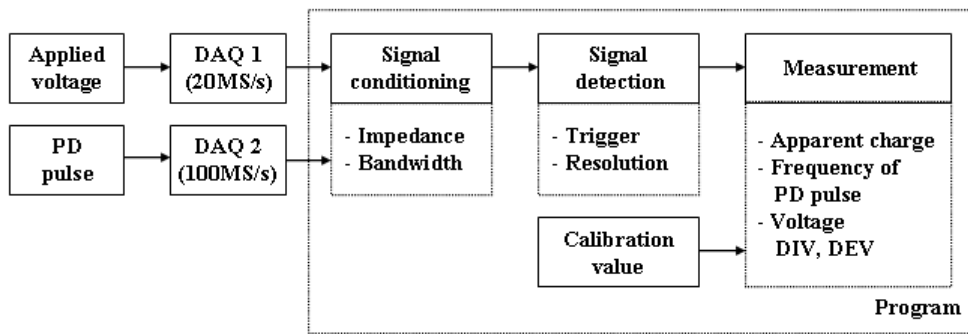 Applied
voltage
DAQ 1
(20MS/s)
Signal
conditioning
- Impedance
- Bandwidth
Signal
detection
- Trigger
- Resolution
Measurement
- Apparent charge
- Frequency of
PD pulse
- Voltage
DIV, DEV
PD
pulse
DAQ 2
(100MS/s)
Calibration
value
Program